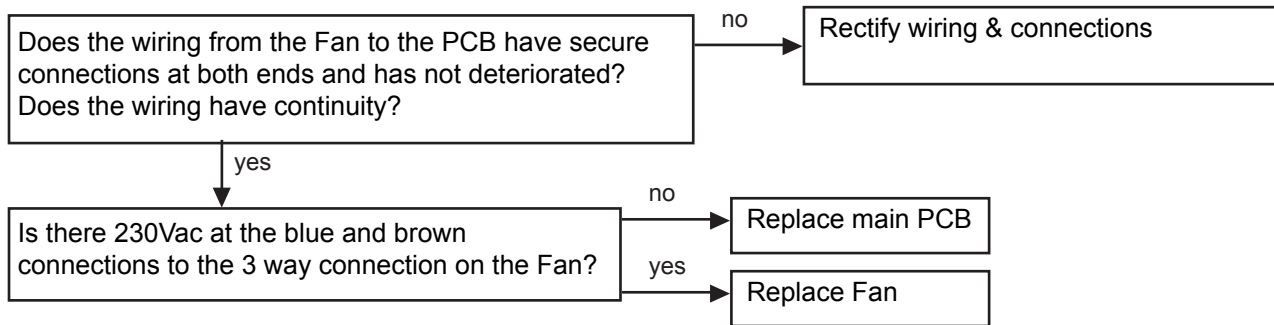 Does the wiring from the Fan to the PCB have secure
connections at both ends and has not deteriorated?
Does the wiring have continuity?
no
Rectify wiring & connections
yes
Is there 230Vac at the blue and brown
connections to the 3 way connection on the Fan?
no
Replace main PCB
yes
Replace Fan